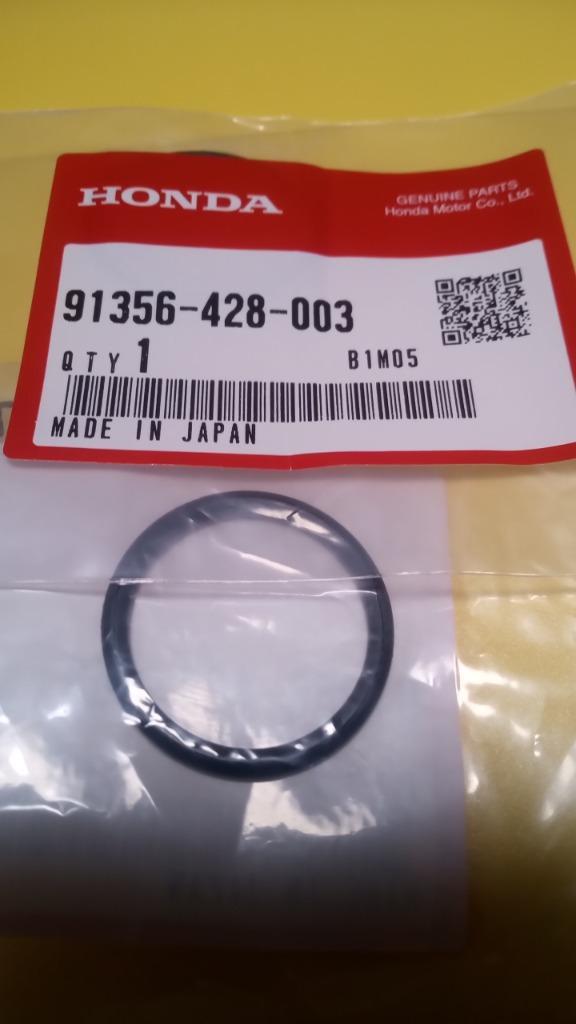 HONDA
GENUINE PARTS
Honda Motor Co., Ltd.
91356-428-003
QTY 1
B1M05
MADE IN JAPAN